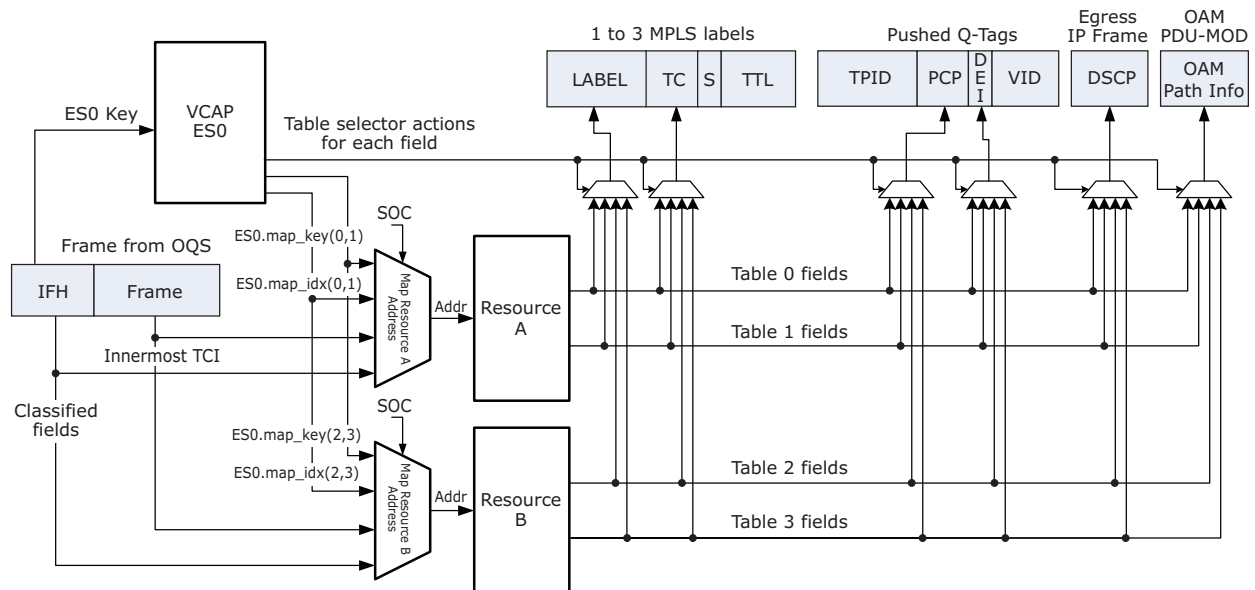 Egress
IP Frame
OAM
PDU-MOD
1 to 3 MPLS labels
Pushed Q-Tags
LABEL
TC
S
TTL
TPID
PCP
DEI
VID
DSCP
OAM
Path Info
VCAP
ES0
ES0 Key
Table selector actions
for each field
SOC
ES0.map_key(0,1)
Frame from OQS
ES0.map_idx(0,1)
IFH
Frame
Map Resource A
Address
Addr
Resource
A
Table 0 fields
Table 1 fields
Innermost TCI
Classified
fields
SOC
ES0.map_key(2,3)
ES0.map_idx(2,3)
Map Resource B
Address
Addr
Resource
B
Table 2 fields
Table 3 fields